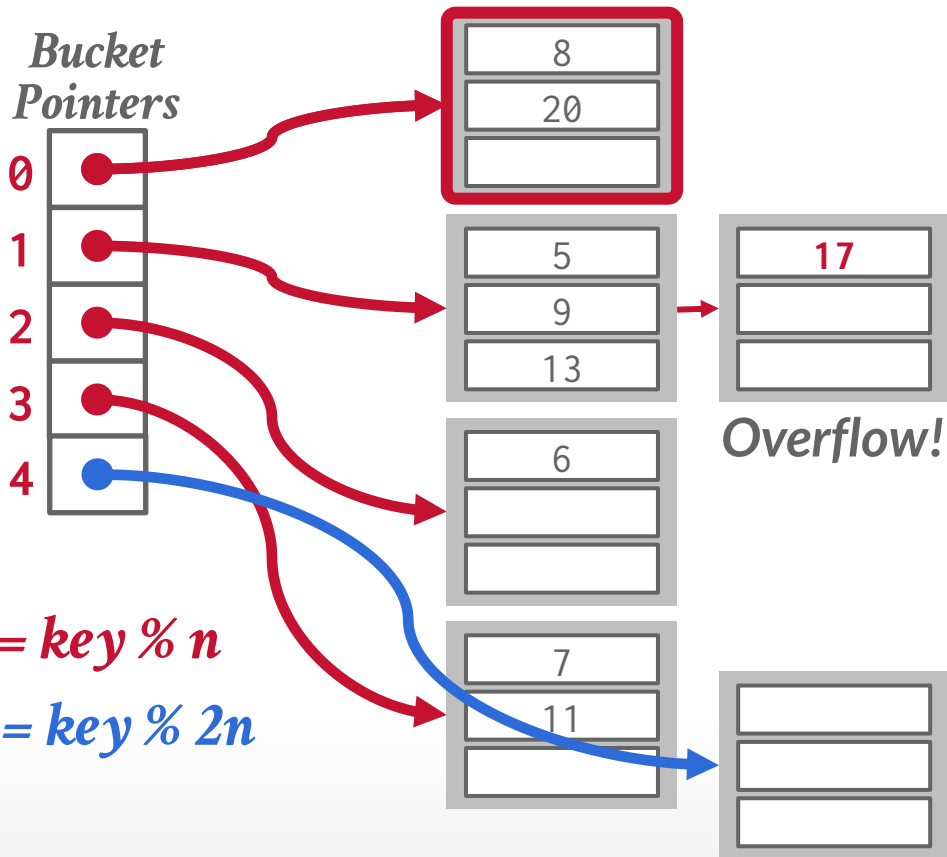 Bucket
Pointers
0
1
2
3
4
8
20
5
9
13
17
Overflow!
6
7
11
= key % n
= key % 2n